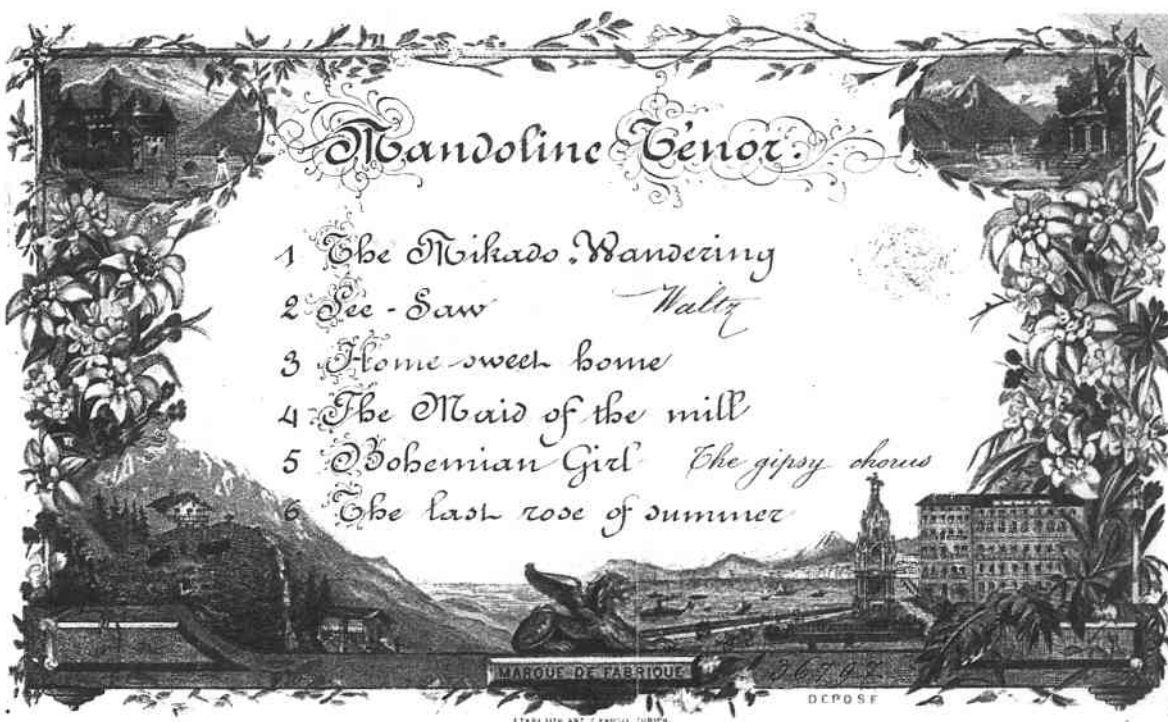 Mandoline Ténor.
1 The Mikado. Wandering
2 See-Saw Waltz
3 Home sweet home
4 The Maid of the mill
5 Bohemian Girl The gipsy chorus
6 The last rose of summer
MARQUE DE FABRIQUE
DEPOSE